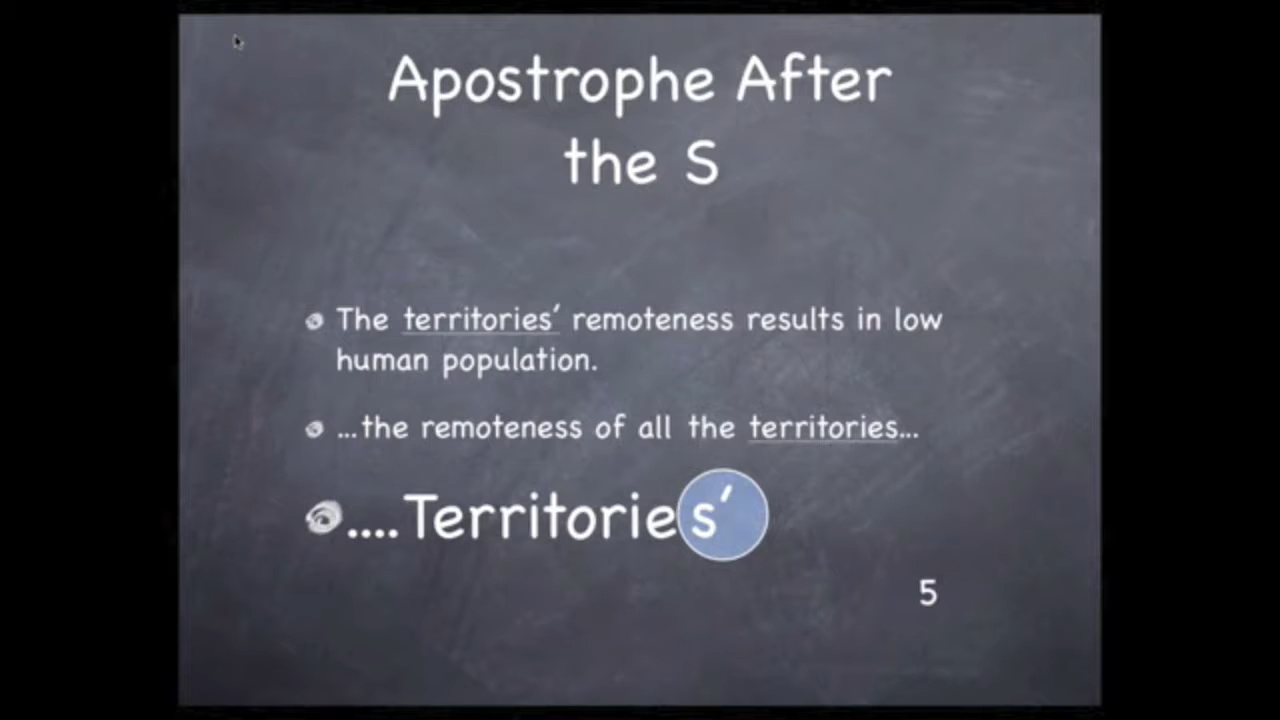 Apostrophe After
the S
The territories' remoteness results in low
human population.
...the remoteness of all the territories...
....Territories'
5